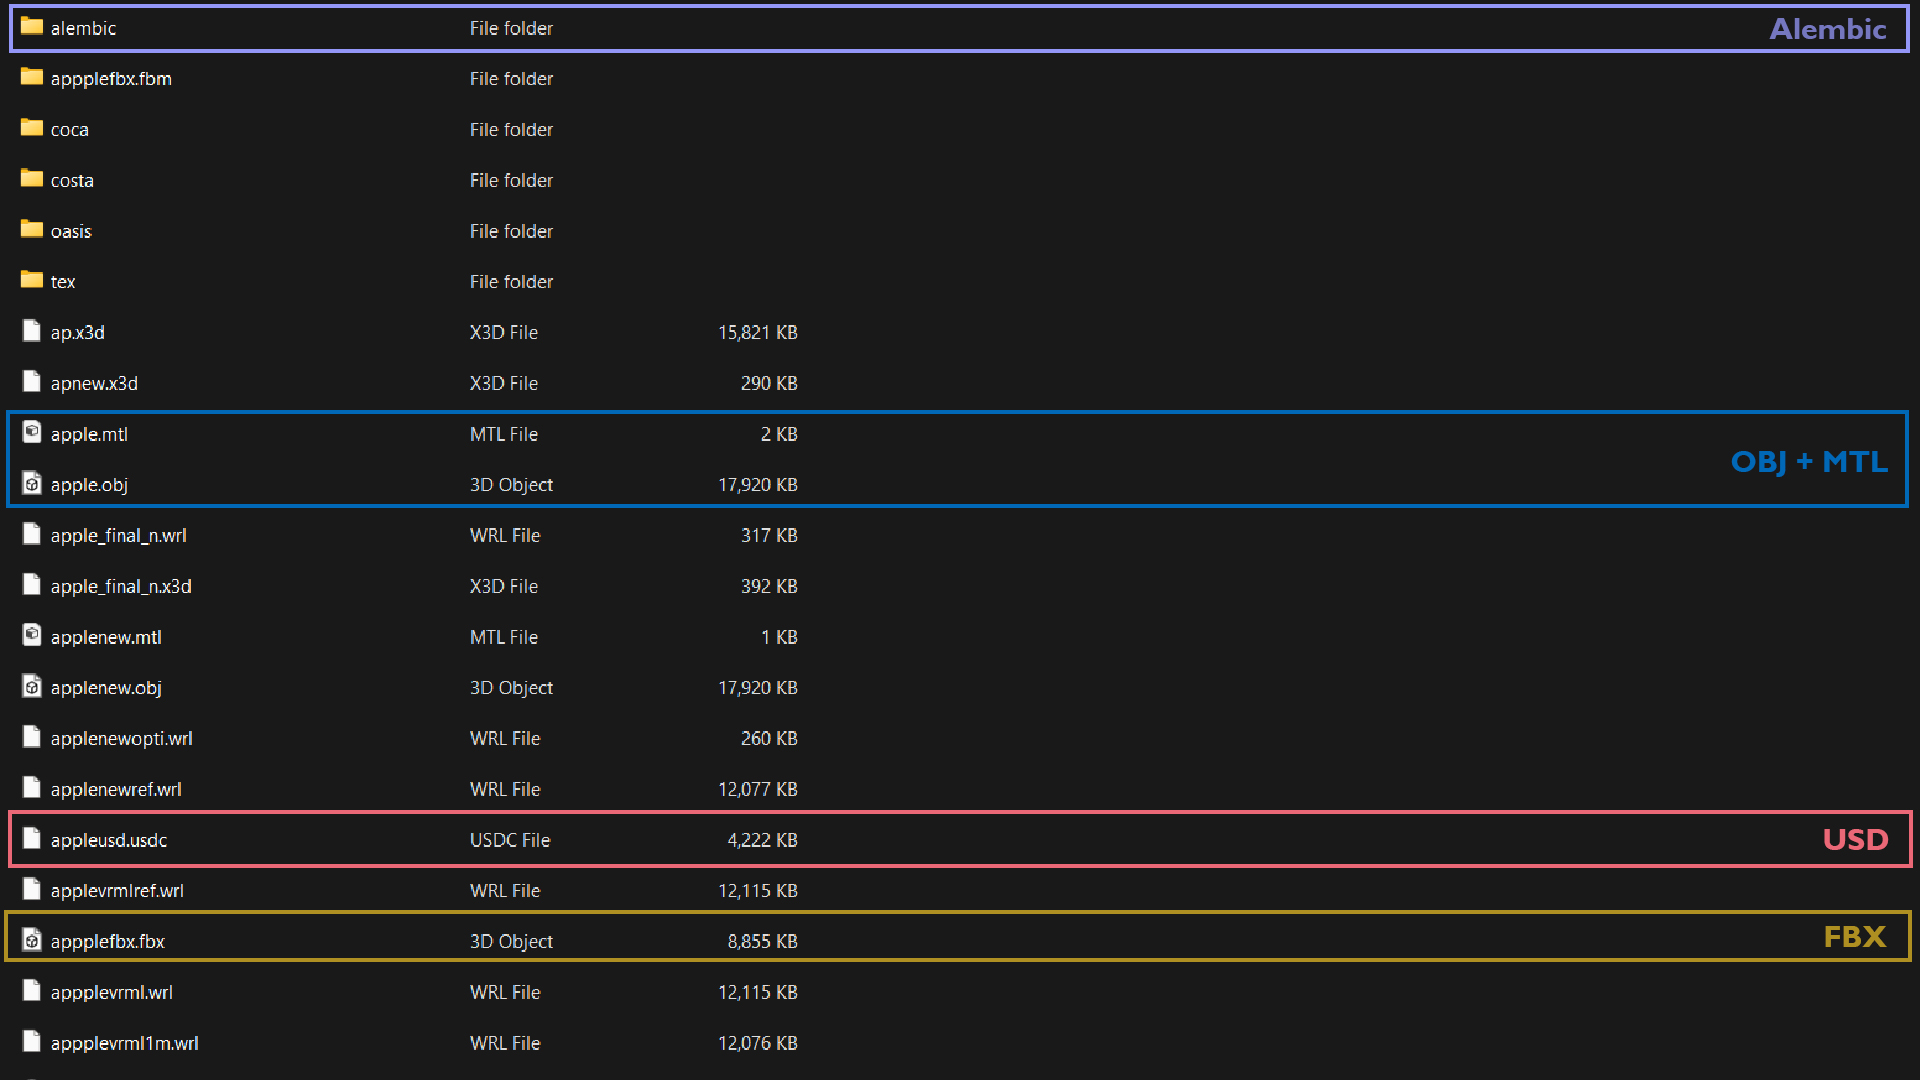 alembic File folder Alembic
appplefbx.fbm File folder
coca File folder
costa File folder
oasis File folder
tex File folder
ap.x3d X3D File 15,821 KB
apnew.x3d X3D File 290 KB
apple.mtl MTL File 2 KB
OBJ + MTL
apple.obj 3D Object 17,920 KB
apple_final_n.wrl WRL File 317 KB
apple_final_n.x3d X3D File 392 KB
applenew.mtl MTL File 1 KB
applenew.obj 3D Object 17,920 KB
applenewopti.wrl WRL File 260 KB
applenewref.wrl WRL File 12,077 KB
appleusd.usdc USDC File 4,222 KB USD
applevrmlref.wrl WRL File 12,115 KB
appplefbx.fbx 3D Object 8,855 KB FBX
appplevrml.wrl WRL File 12,115 KB
appplevrml1m.wrl WRL File 12,076 KB